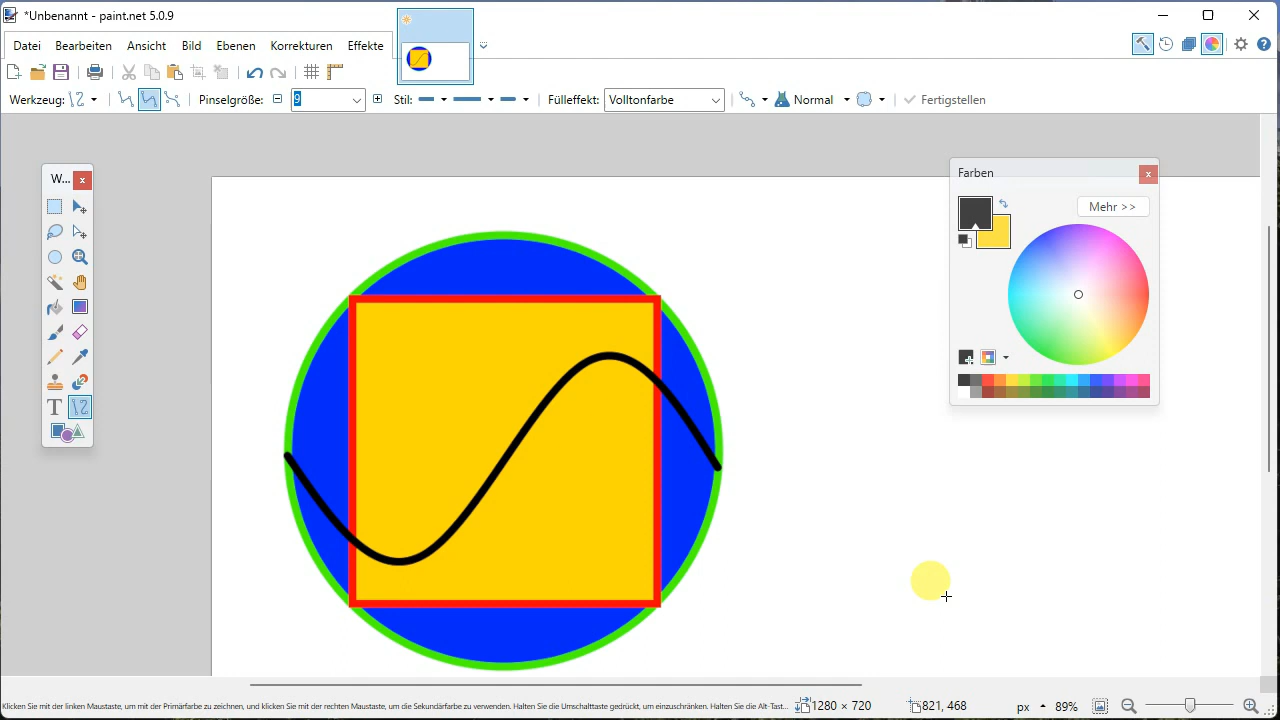 *Unbenannt - paint.net 5.0.9
Datei Bearbeiten Ansicht Bild Ebenen Korrekturen Effekte
Werkzeug: Pinselgröße: 9 Stil: Fülleffekt: Volltonfarbe Normal Fertigstellen
W...
Farben
Mehr >>
T
Klicken Sie mit der linken Maustaste, um mit der Primärfarbe zu zeichnen, und klicken Sie mit der rechten Maustaste, um die Sekundärfarbe zu verwenden. Halten Sie die Umschalttaste gedrückt, um einzuschränken. Halten Sie die Alt-Tast... 1280 × 720 821, 468 px 89%